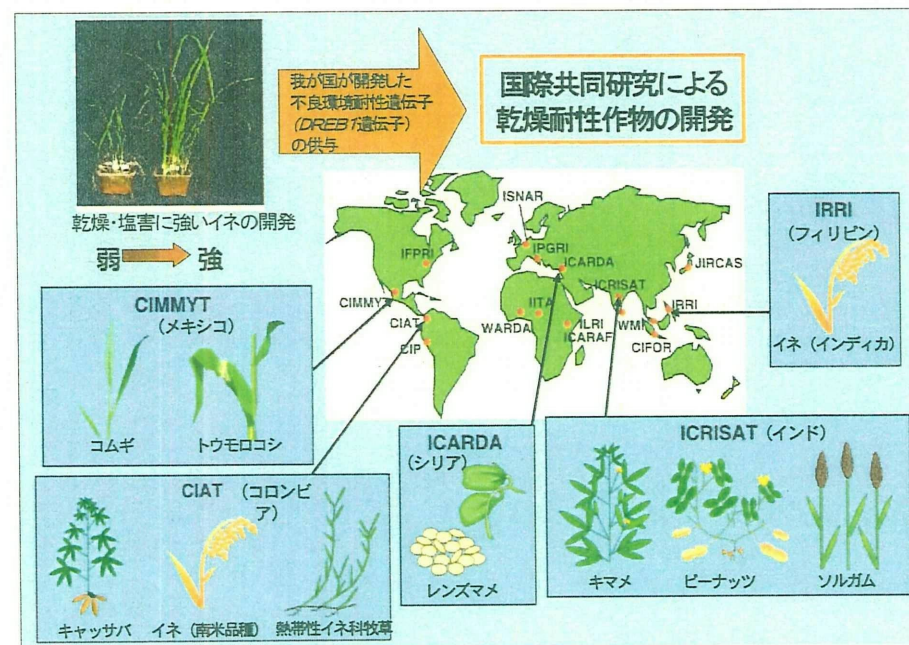 我が国が開発した
不良環境耐性遺伝子
(DREB1遺伝子)
の供与
国際共同研究による
乾燥耐性作物の開発
乾燥・塩害に強いイネの開発
弱 強
ISNAR
IFPRI
IPGRI
ICARDA
JIRCAS
CIMMYT
ICRISAT
IITA
IRRI
CIAT
WARDA
ILRI
WMI
CIP
ICARAF
CIFOR
IRRI
(フィリピン)
イネ (インディカ)
CIMMYT
(メキシコ)
コムギ トウモロコシ
CIAT (コロンビ
ア)
キャッサバ イネ (南米品種) 熱帯性イネ科牧草
ICARDA
(シリア)
レンズマメ
ICRISAT (インド)
キマメ ピーナッツ ソルガム